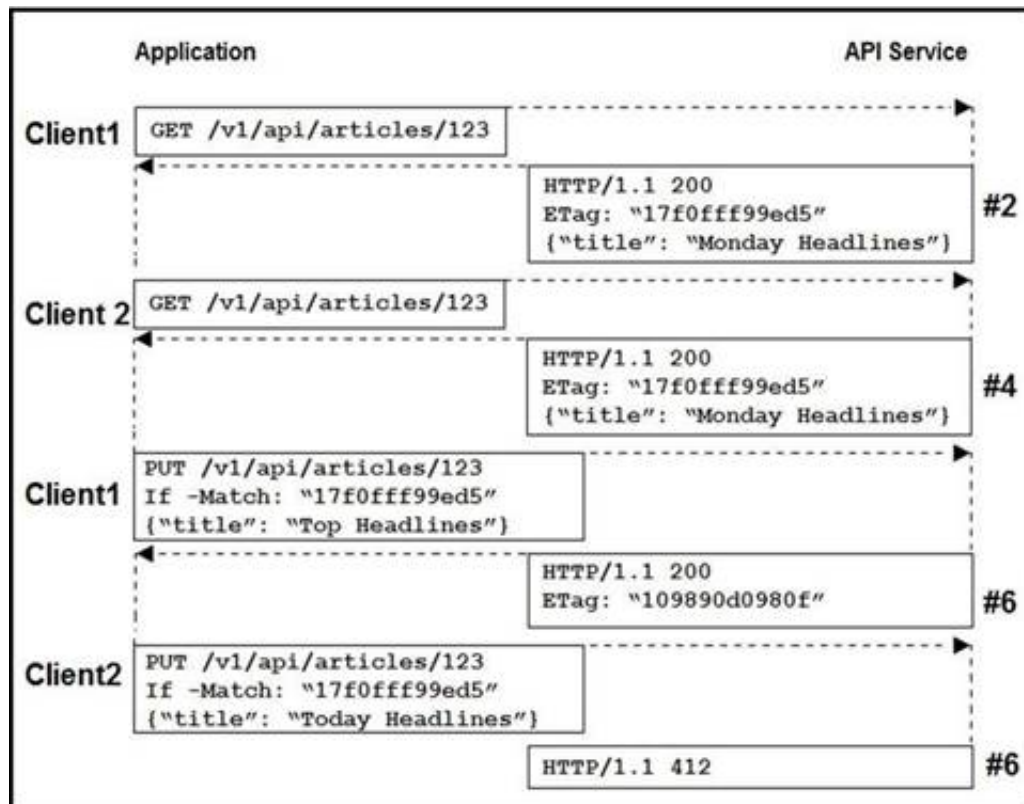 Application API Service
Client1 GET /v1/api/articles/123
HTTP/1.1 200
ETag: “17f0fff99ed5”
{“title”: “Monday Headlines”}
#2
Client 2 GET /v1/api/articles/123
HTTP/1.1 200
ETag: “17f0fff99ed5”
{“title”: “Monday Headlines”}
#4
Client1
PUT /v1/api/articles/123
If -Match: “17f0fff99ed5”
{“title”: “Top Headlines”}
HTTP/1.1 200
ETag: “109890d0980f”
#6
Client2
PUT /v1/api/articles/123
If -Match: “17f0fff99ed5”
{“title”: “Today Headlines”}
HTTP/1.1 412 #6